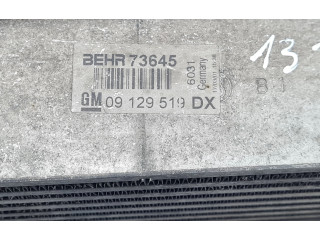 BEHR 73645
6031
Germany
GM 09 129 519 DX
13
B J